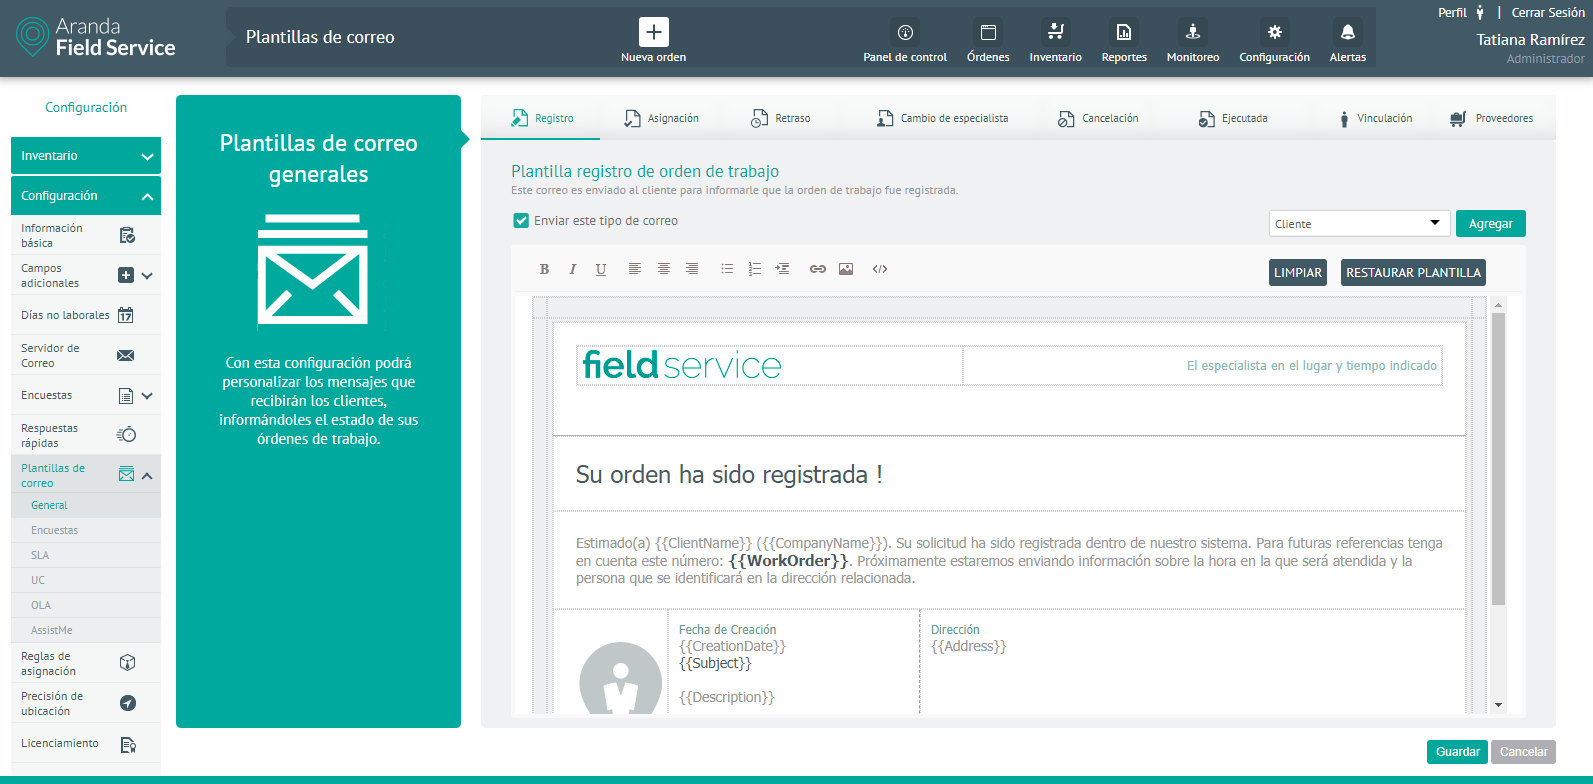 Aranda
Field Service
Plantillas de correo
Nueva orden
Panel de control
Órdenes
Inventario
Reportes
Monitoreo
Configuración
Alertas
Perfil | Cerrar Sesión
Tatiana Ramírez
Administrador
Configuración
Inventario
Configuración
Información
básica
Campos
adicionales
Días no laborales
17
Servidor de
Correo
Encuestas
Respuestas
rápidas
Plantillas de
correo
General
Encuestas
SLA
UC
OLA
AssistMe
Reglas de
asignación
Precisión de
ubicación
Licenciamiento
Plantillas de correo
generales
Con esta configuración podrá
personalizar los mensajes que
recibirán los clientes,
informándoles el estado de sus
órdenes de trabajo.
Registro
Asignación
Retraso
Cambio de especialista
Cancelación
Ejecutada
Vinculación
Proveedores
Plantilla registro de orden de trabajo
Este correo es enviado al cliente para informarle que la orden de trabajo fue registrada.
Enviar este tipo de correo
Cliente
Agregar
B I U
LIMPIAR
RESTAURAR PLANTILLA
fieldservice
El especialista en el lugar y tiempo indicado
Su orden ha sido registrada !
Estimado(a) {{ClientName}} ({{CompanyName}}). Su solicitud ha sido registrada dentro de nuestro sistema. Para futuras referencias tenga
en cuenta este número: {{WorkOrder}}. Próximamente estaremos enviando información sobre la hora en la que será atendida y la
persona que se identificará en la dirección relacionada.
Fecha de Creación
{{CreationDate}}
{{Subject}}
{{Description}}
Dirección
{{Address}}
Guardar
Cancelar